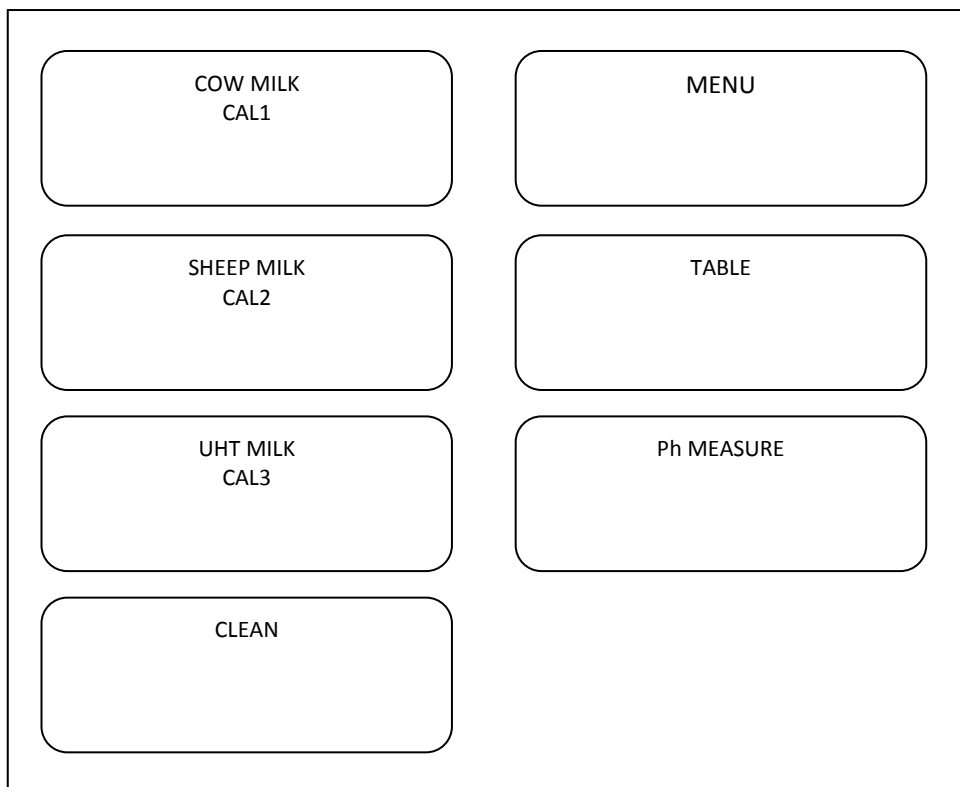 COW MILK
CAL1
MENU
SHEEP MILK
CAL2
TABLE
UHT MILK
CAL3
Ph MEASURE
CLEAN